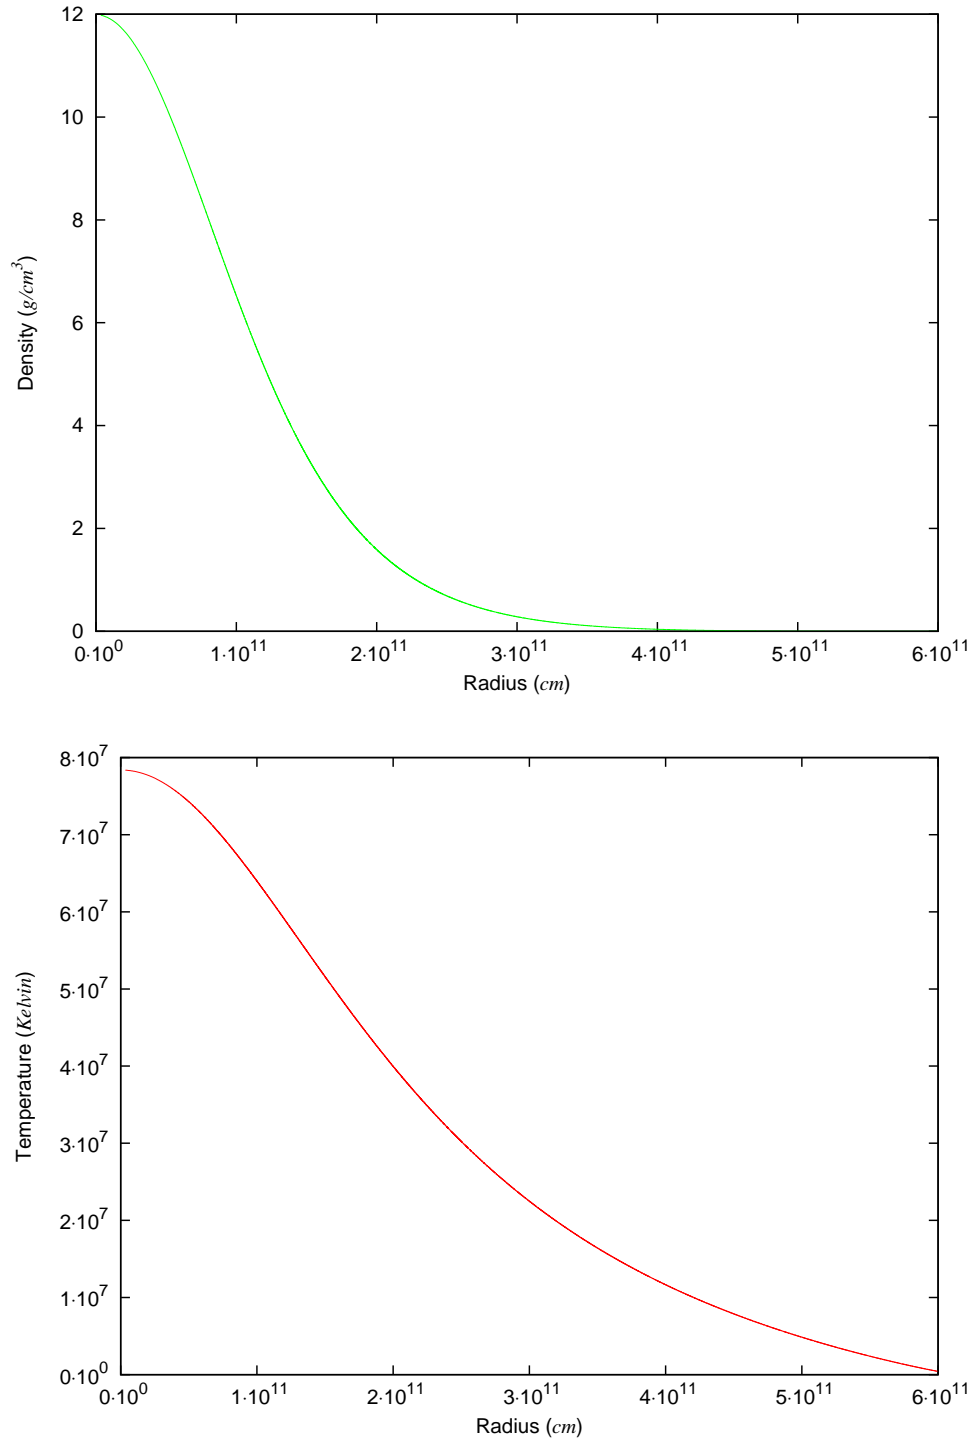 12
10
8
6
4
2
0
Density (g/cm³)
0·10⁰ 1·10¹¹ 2·10¹¹ 3·10¹¹ 4·10¹¹ 5·10¹¹ 6·10¹¹
Radius (cm)
8·10⁷
7·10⁷
6·10⁷
5·10⁷
4·10⁷
3·10⁷
2·10⁷
1·10⁷
0·10⁰
Temperature (Kelvin)
0·10⁰ 1·10¹¹ 2·10¹¹ 3·10¹¹ 4·10¹¹ 5·10¹¹ 6·10¹¹
Radius (cm)